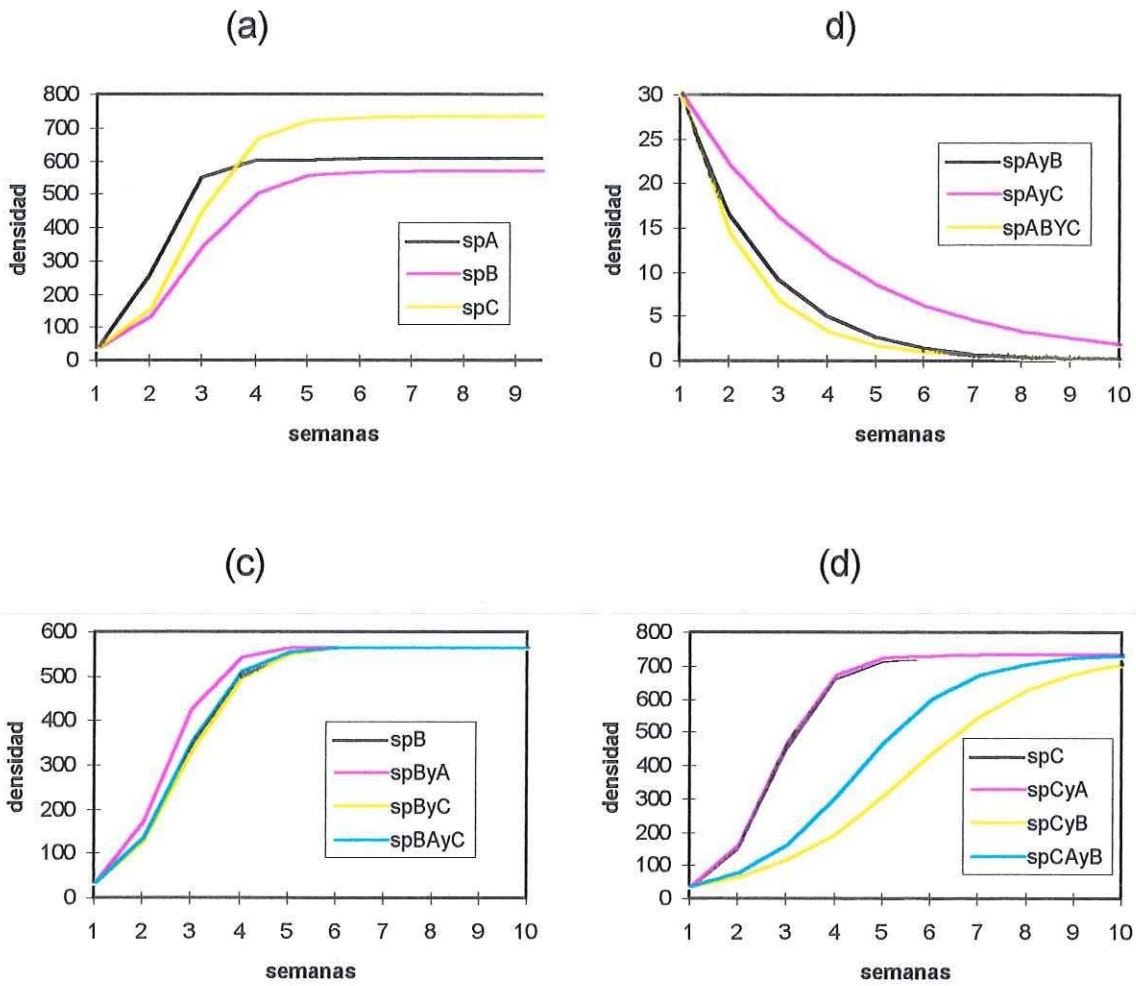 (a)
densidad
800
700
600
500
400
300
200
100
0
1 2 3 4 5 6 7 8 9
semanas
spA
spB
spC
d)
densidad
30
25
20
15
10
5
0
1 2 3 4 5 6 7 8 9 10
semanas
spAyB
spAyC
spABYC
(c)
densidad
600
500
400
300
200
100
0
1 2 3 4 5 6 7 8 9 10
semanas
spB
spByA
spByC
spBAyC
(d)
densidad
800
700
600
500
400
300
200
100
0
1 2 3 4 5 6 7 8 9 10
semanas
spC
spCyA
spCyB
spCAyB